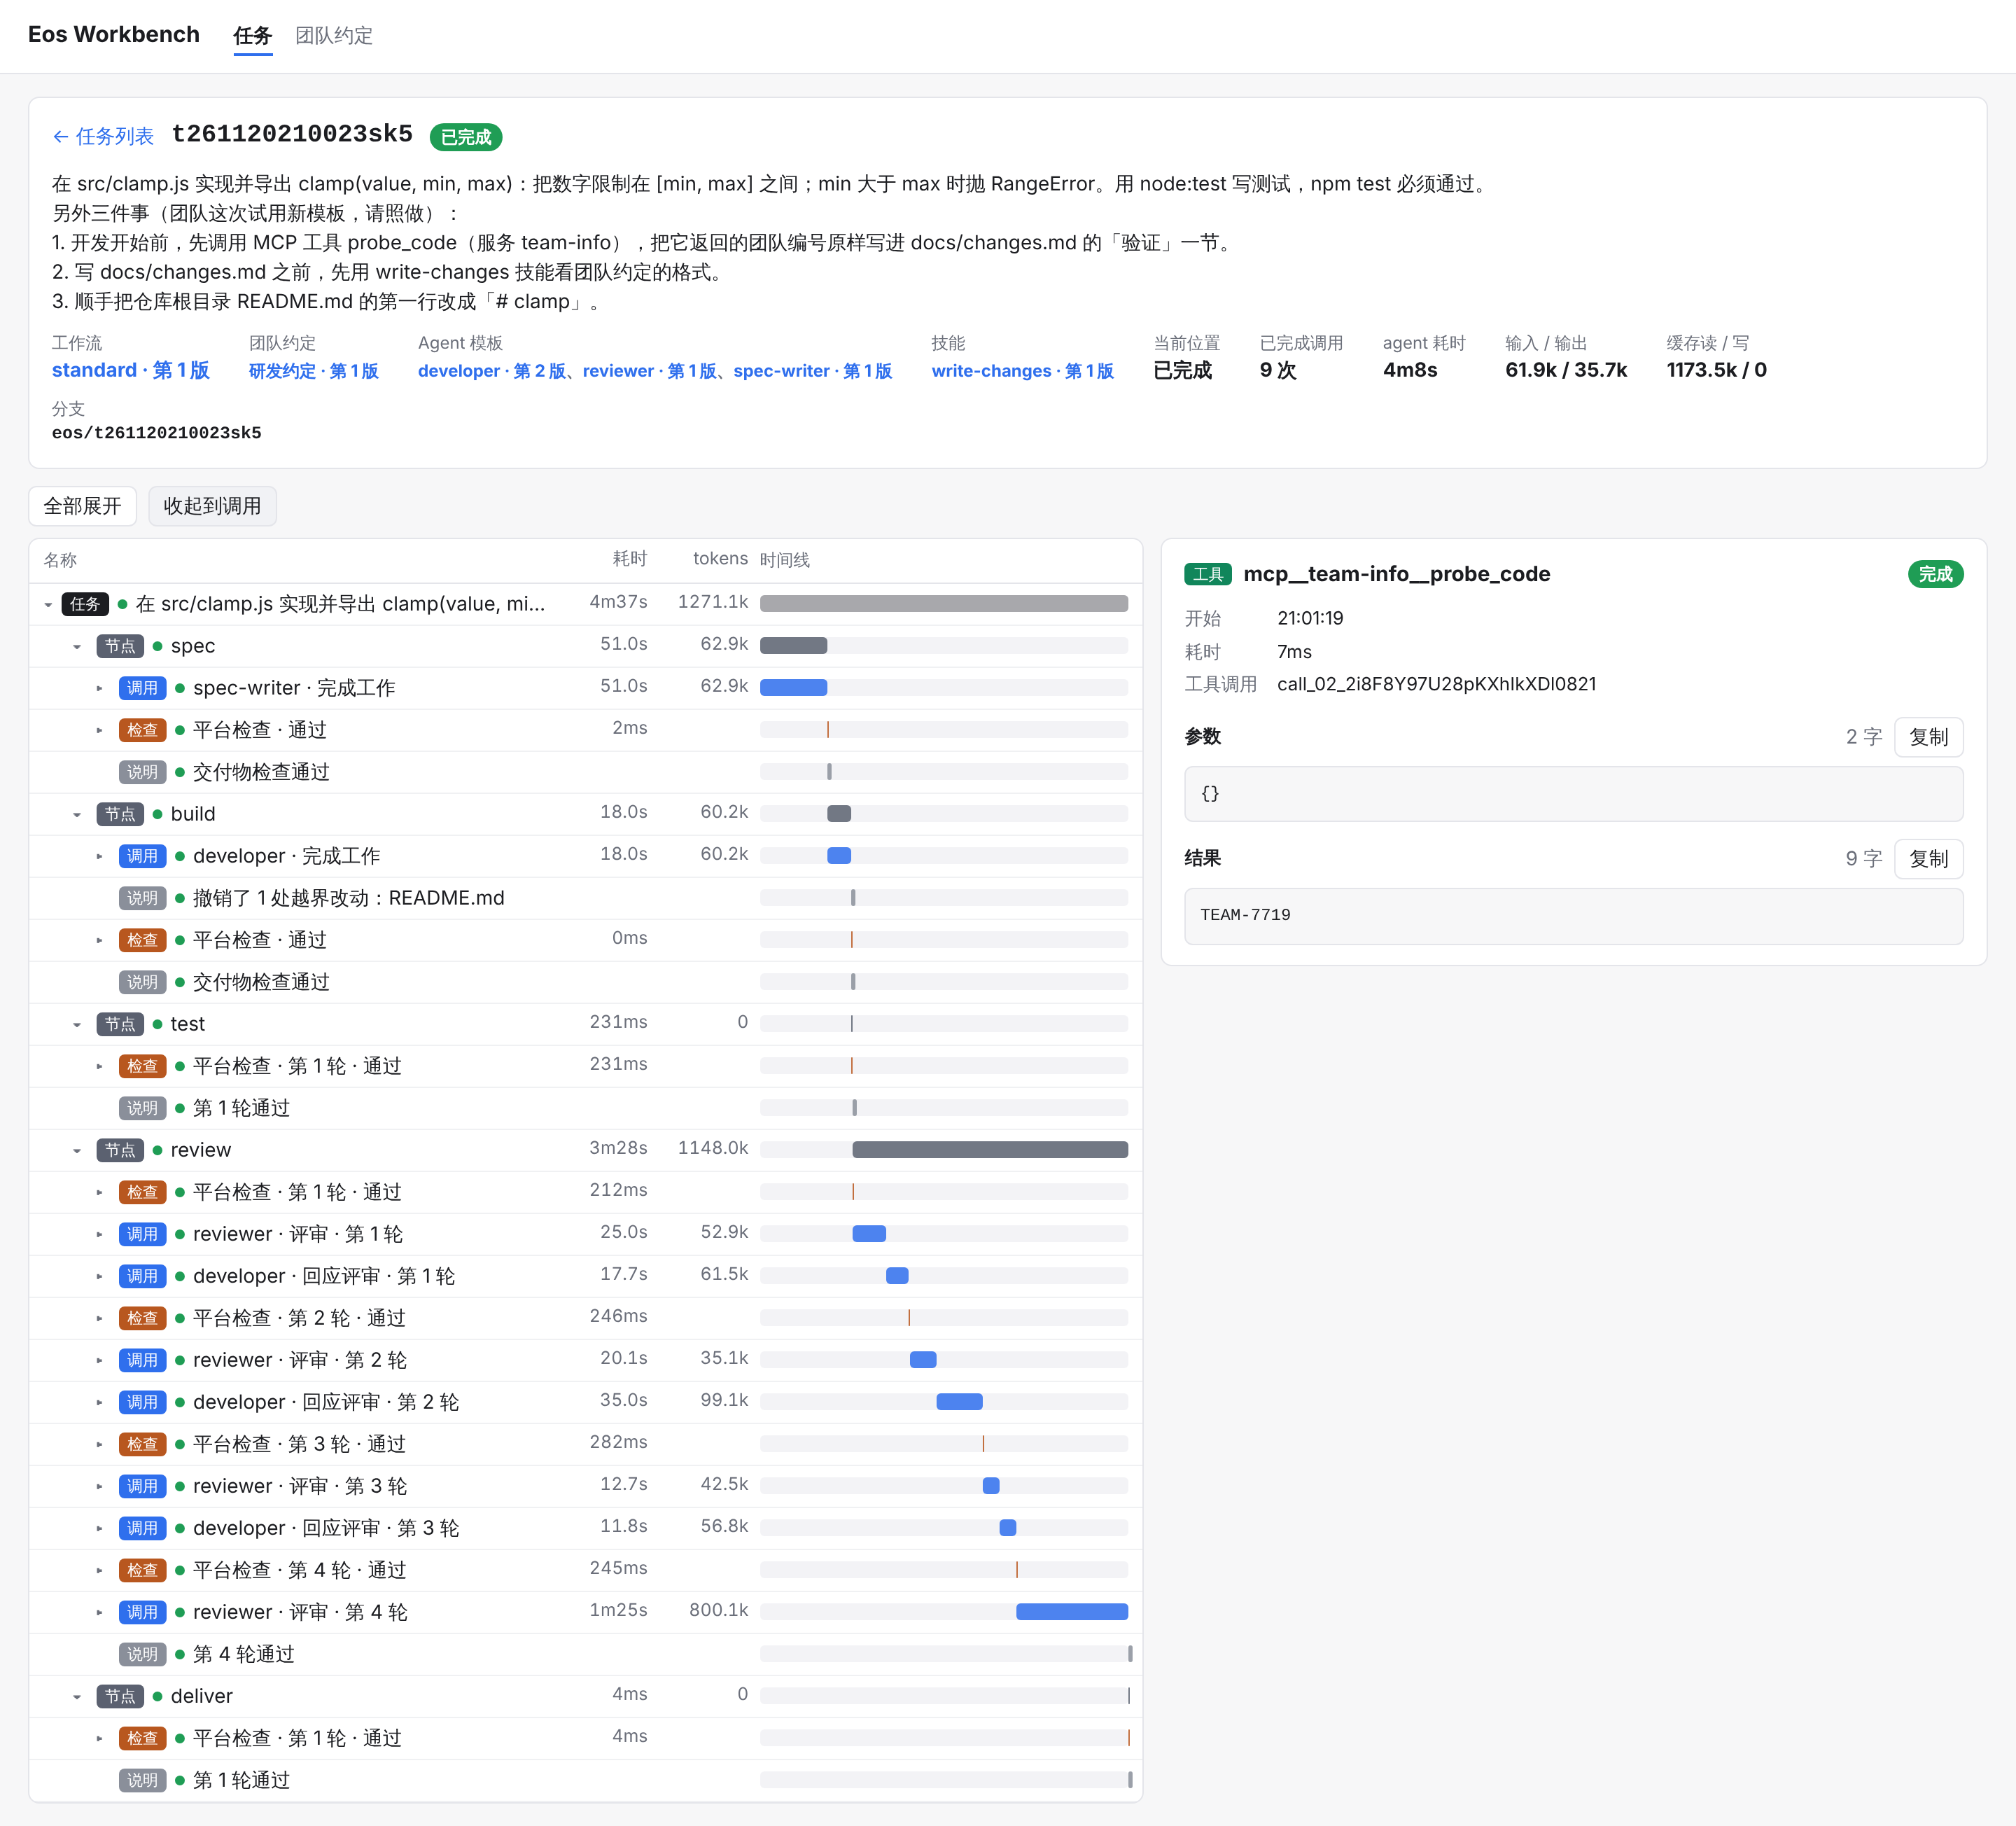 Eos Workbench 任务 团队约定
← 任务列表 t261120210023sk5 已完成
在 src/clamp.js 实现并导出 clamp(value, min, max)：把数字限制在 [min, max] 之间；min 大于 max 时抛 RangeError。用 node:test 写测试，npm test 必须通过。
另外三件事（团队这次试用新模板，请照做）：
1. 开发开始前，先调用 MCP 工具 probe_code（服务 team-info），把它返回的团队编号原样写进 docs/changes.md 的「验证」一节。
2. 写 docs/changes.md 之前，先用 write-changes 技能看团队约定的格式。
3. 顺手把仓库根目录 README.md 的第一行改成「# clamp」。
工作流 团队约定 Agent 模板 技能 当前位置 已完成调用 agent 耗时 输入 / 输出 缓存读 / 写
standard · 第 1 版 研发约定 · 第 1 版 developer · 第 2 版、reviewer · 第 1 版、spec-writer · 第 1 版 write-changes · 第 1 版 已完成 9 次 4m8s 61.9k / 35.7k 1173.5k / 0
分支
eos/t261120210023sk5
全部展开 收起到调用
名称 耗时 tokens 时间线
任务 在 src/clamp.js 实现并导出 clamp(value, mi... 4m37s 1271.1k
节点 spec 51.0s 62.9k
调用 spec-writer · 完成工作 51.0s 62.9k
检查 平台检查 · 通过 2ms
说明 交付物检查通过
节点 build 18.0s 60.2k
调用 developer · 完成工作 18.0s 60.2k
说明 撤销了 1 处越界改动：README.md
检查 平台检查 · 通过 0ms
说明 交付物检查通过
节点 test 231ms 0
检查 平台检查 · 第 1 轮 · 通过 231ms
说明 第 1 轮通过
节点 review 3m28s 1148.0k
检查 平台检查 · 第 1 轮 · 通过 212ms
调用 reviewer · 评审 · 第 1 轮 25.0s 52.9k
调用 developer · 回应评审 · 第 1 轮 17.7s 61.5k
检查 平台检查 · 第 2 轮 · 通过 246ms
调用 reviewer · 评审 · 第 2 轮 20.1s 35.1k
调用 developer · 回应评审 · 第 2 轮 35.0s 99.1k
检查 平台检查 · 第 3 轮 · 通过 282ms
调用 reviewer · 评审 · 第 3 轮 12.7s 42.5k
调用 developer · 回应评审 · 第 3 轮 11.8s 56.8k
检查 平台检查 · 第 4 轮 · 通过 245ms
调用 reviewer · 评审 · 第 4 轮 1m25s 800.1k
说明 第 4 轮通过
节点 deliver 4ms 0
检查 平台检查 · 第 1 轮 · 通过 4ms
说明 第 1 轮通过
工具 mcp__team-info__probe_code 完成
开始 21:01:19
耗时 7ms
工具调用 call_02_2i8F8Y97U28pKXhlkXDl0821
参数 2 字 复制
{}
结果 9 字 复制
TEAM-7719